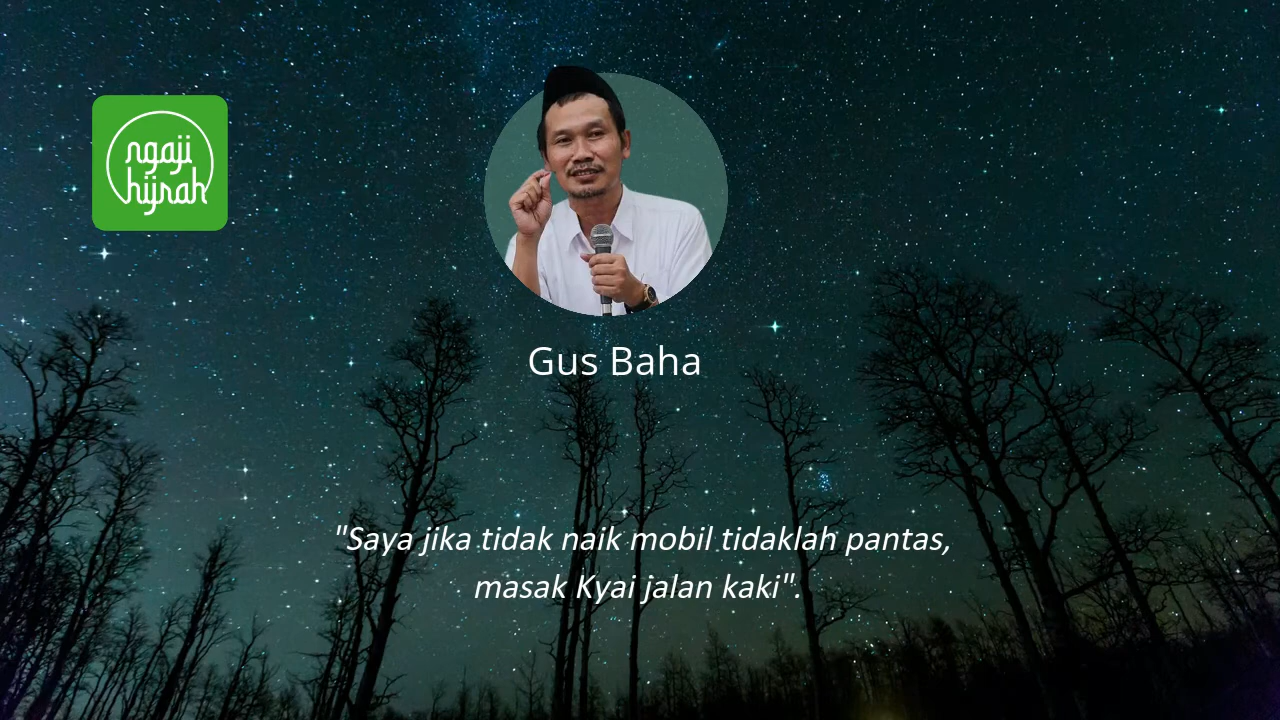 ngaji
hijrah
Gus Baha
"Saya jika tidak naik mobil tidaklah pantas,
masak Kyai jalan kaki".